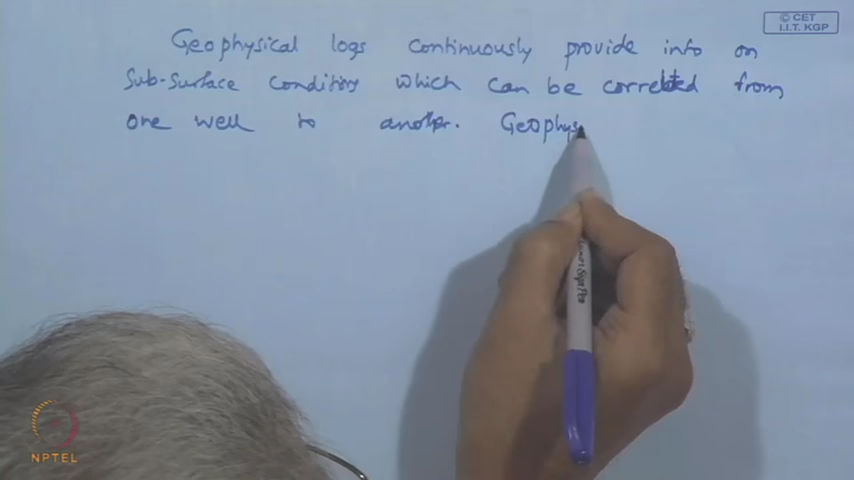 © CET
I.I.T. KGP
Geophysical logs continuously provide info on
Sub-Surface Conditions which can be correlated from
one well to another. Geophys
NPTEL